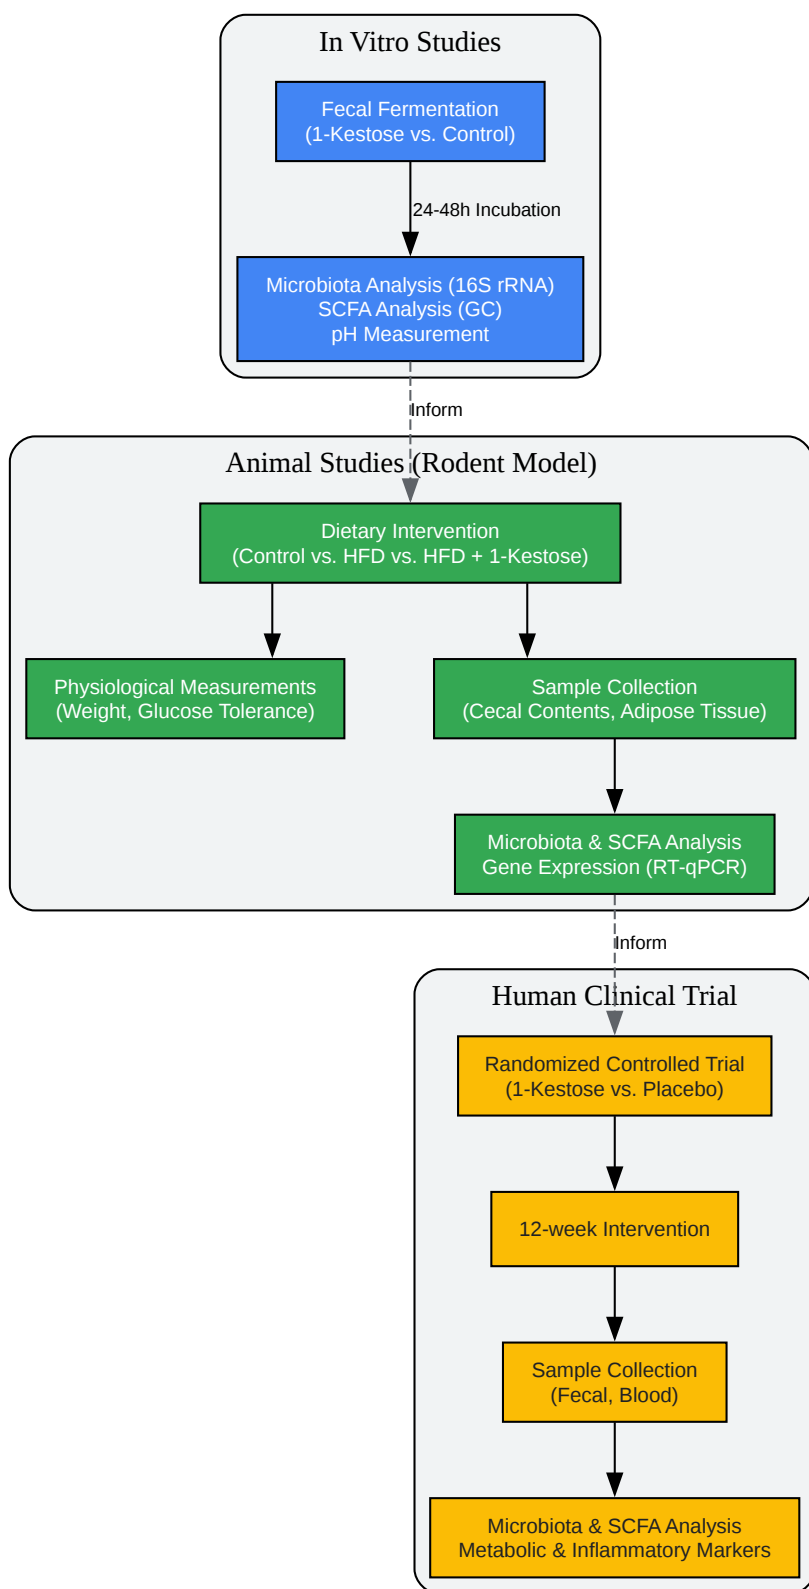 In Vitro Studies
Fecal Fermentation
(1-Kestose vs. Control)
24-48h Incubation
Microbiota Analysis (16S rRNA)
SCFA Analysis (GC)
pH Measurement
Inform
Animal Studies (Rodent Model)
Dietary Intervention
(Control vs. HFD vs. HFD + 1-Kestose)
Physiological Measurements
(Weight, Glucose Tolerance)
Sample Collection
(Cecal Contents, Adipose Tissue)
Microbiota & SCFA Analysis
Gene Expression (RT-qPCR)
Inform
Human Clinical Trial
Randomized Controlled Trial
(1-Kestose vs. Placebo)
12-week Intervention
Sample Collection
(Fecal, Blood)
Microbiota & SCFA Analysis
Metabolic & Inflammatory Markers